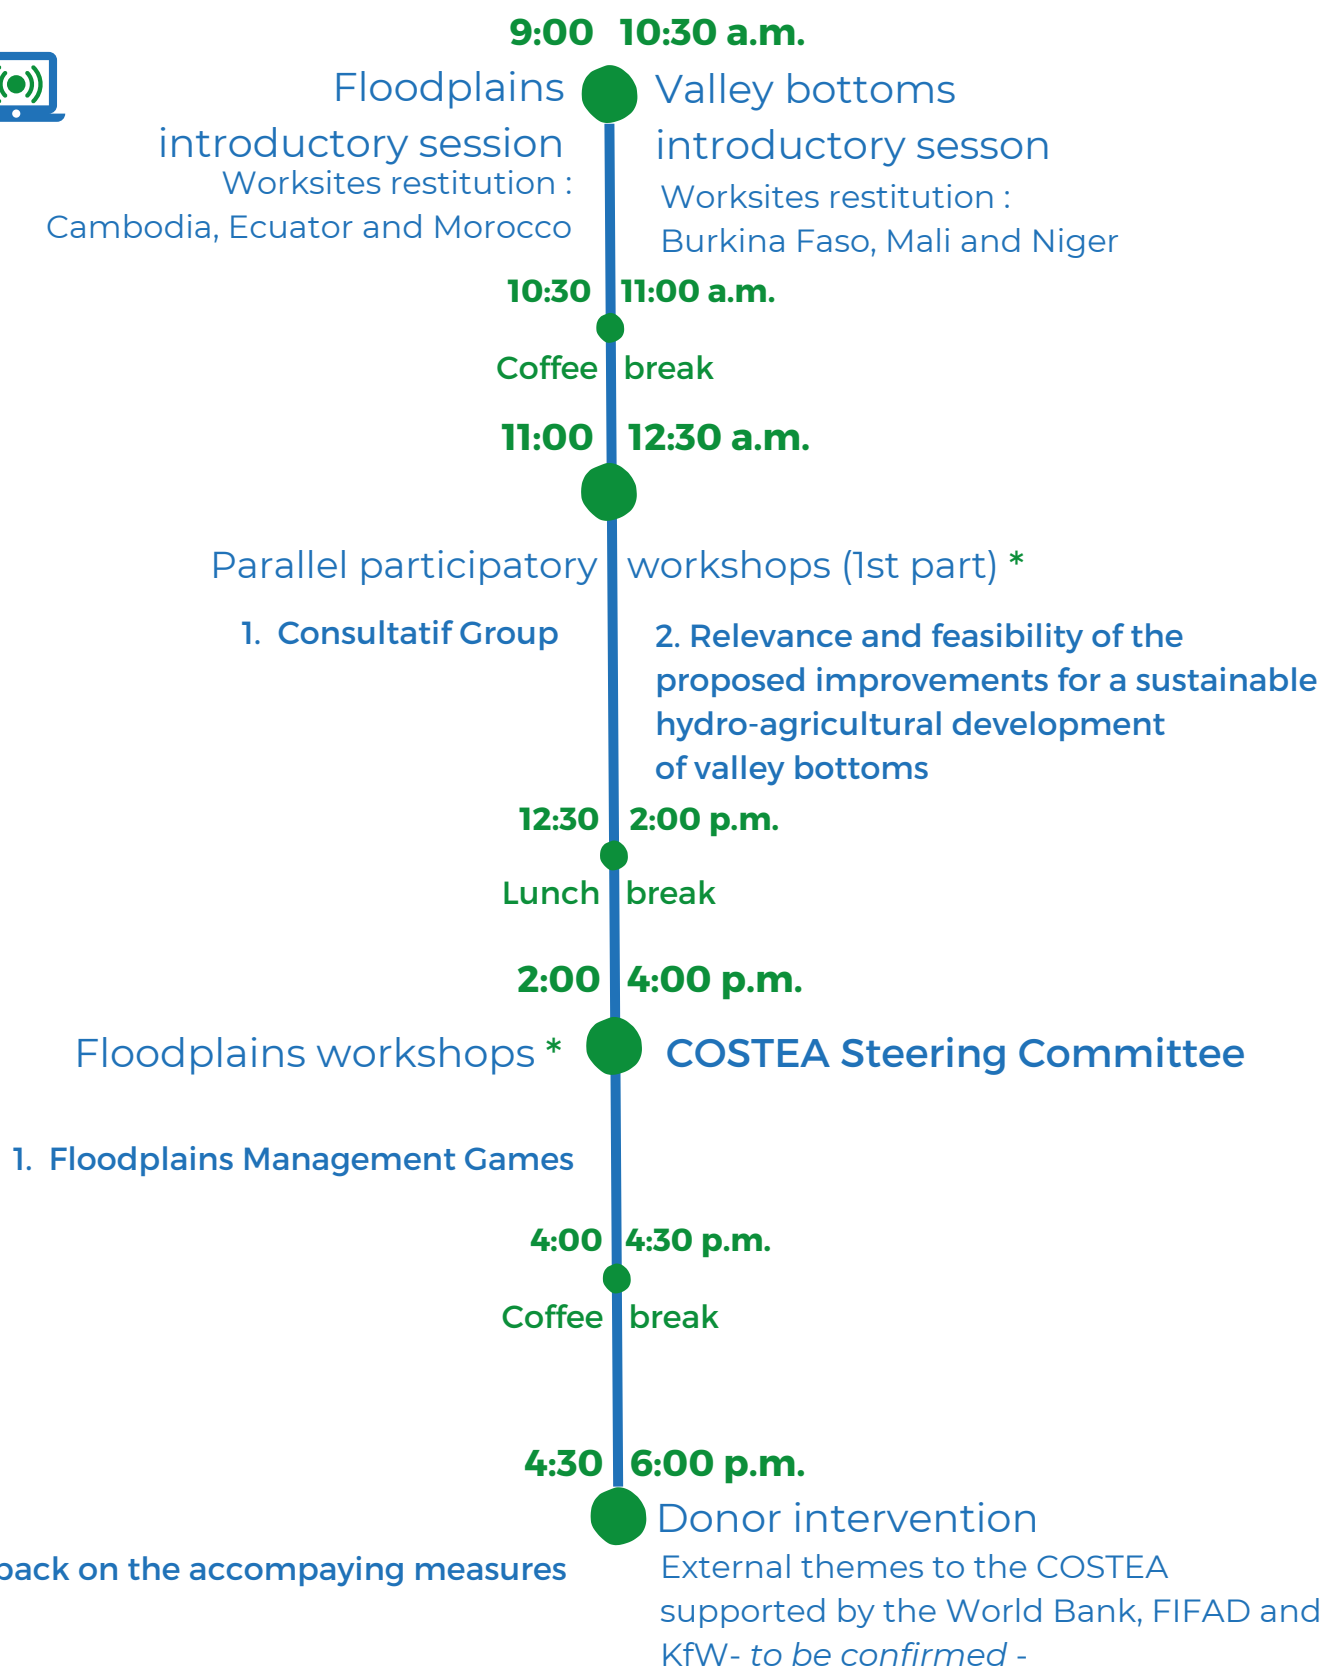 9:00 10:30 a.m.
Floodplains
introductory session
Worksites restitution :
Cambodia, Ecuator and Morocco
Valley bottoms
introductory sesson
Worksites restitution :
Burkina Faso, Mali and Niger
10:30 11:00 a.m.
Coffee break
11:00 12:30 a.m.
Parallel participatory workshops (1st part) *
1. Consultatif Group
2. Relevance and feasibility of the
proposed improvements for a sustainable
hydro-agricultural development
of valley bottoms
12:30 2:00 p.m.
Lunch break
2:00 4:00 p.m.
Floodplains workshops *
1. Floodplains Management Games
COSTEA Steering Committee
4:00 4:30 p.m.
Coffee break
4:30 6:00 p.m.
back on the accompaying measures
Donor intervention
External themes to the COSTEA
supported by the World Bank, FIFAD and
KfW- to be confirmed -